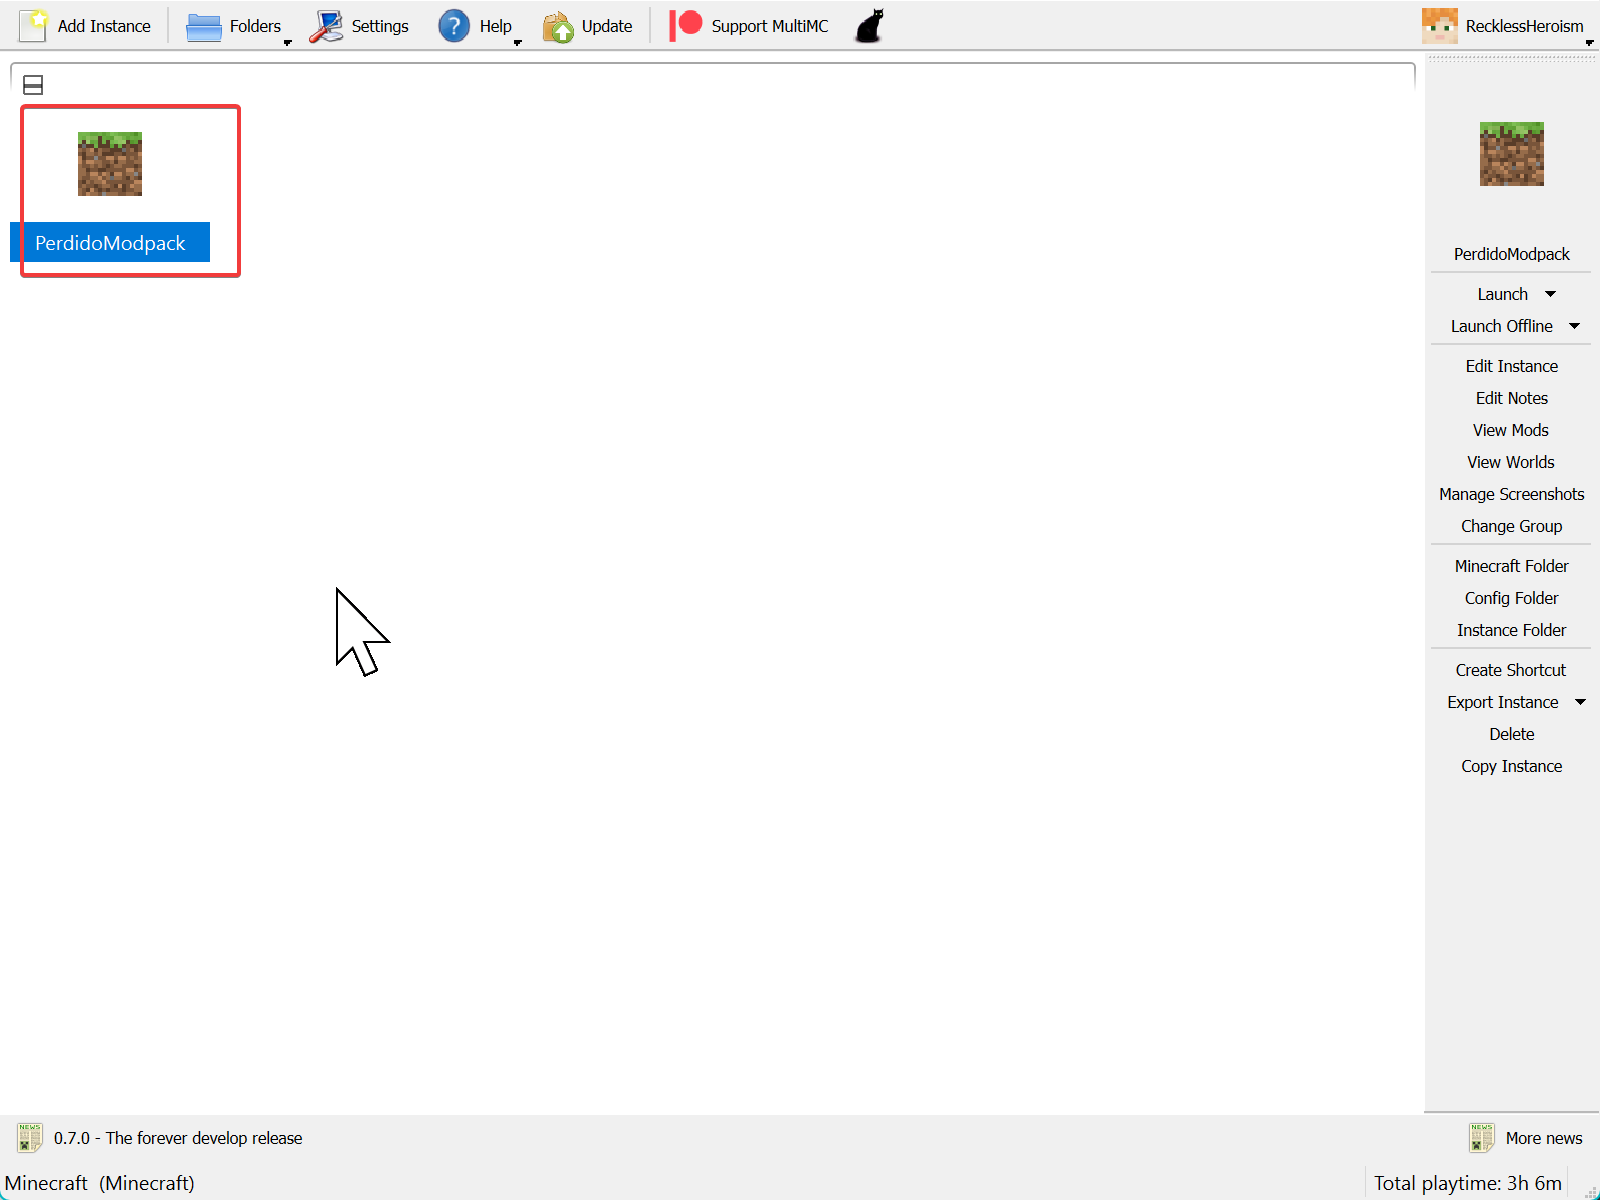 Add Instance Folders Settings Help Update Support MultiMC RecklessHeroism
PerdidoModpack
PerdidoModpack
Launch
Launch Offline
Edit Instance
Edit Notes
View Mods
View Worlds
Manage Screenshots
Change Group
Minecraft Folder
Config Folder
Instance Folder
Create Shortcut
Export Instance
Delete
Copy Instance
NEWS 0.7.0 - The forever develop release NEWS More news
Minecraft (Minecraft) Total playtime: 3h 6m